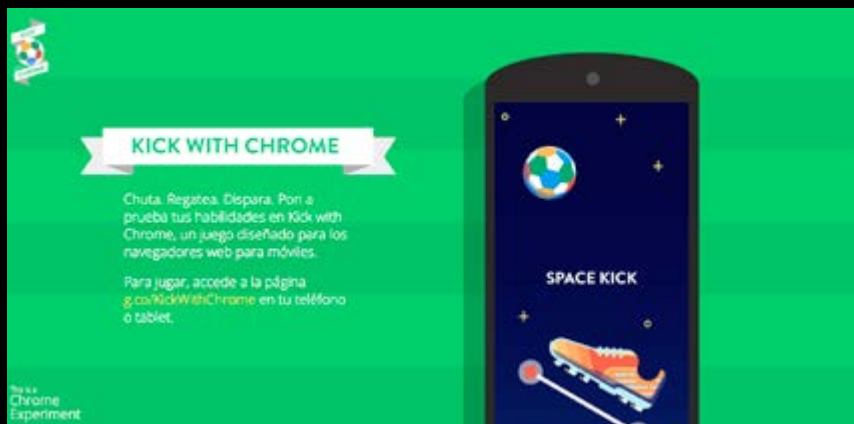 KICK WITH CHROME
Chuta. Regatea. Dispara. Pon a
prueba tus habilidades en Kick with
Chrome, un juego diseñado para los
navegadores web para móviles.
Para jugar, accede a la página
g.co/KickWithChrome en tu teléfono
o tablet.
SPACE KICK
This is a
Chrome
Experiment